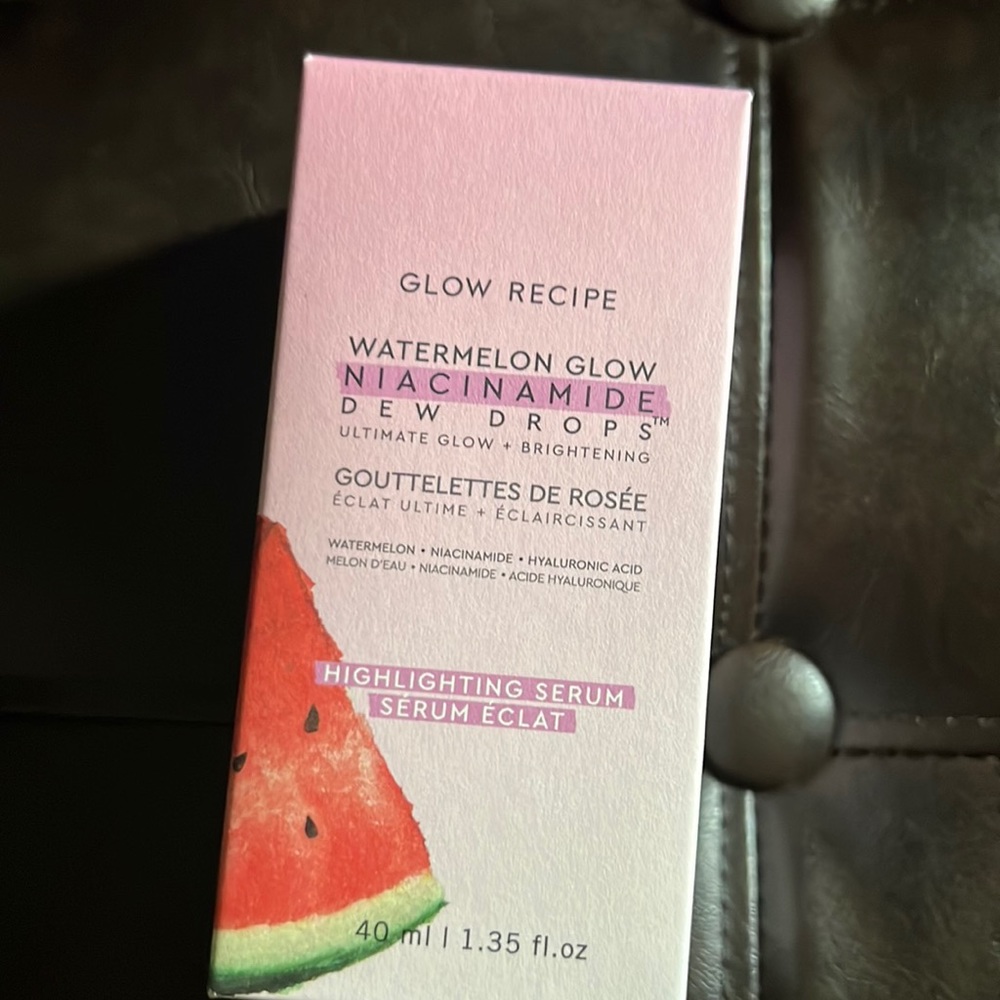 GLOW RECIPE
WATERMELON GLOW
NIACINAMIDE
DEW DROPS™
ULTIMATE GLOW + BRIGHTENING
GOUTTELETTES DE ROSÉE
ÉCLAT ULTIME + ÉCLAIRCISSANT
WATERMELON • NIACINAMIDE • HYALURONIC ACID
MELON D'EAU • NIACINAMIDE • ACIDE HYALURONIQUE
HIGHLIGHTING SERUM
SÉRUM ÉCLAT
40 ml | 1.35 fl.oz